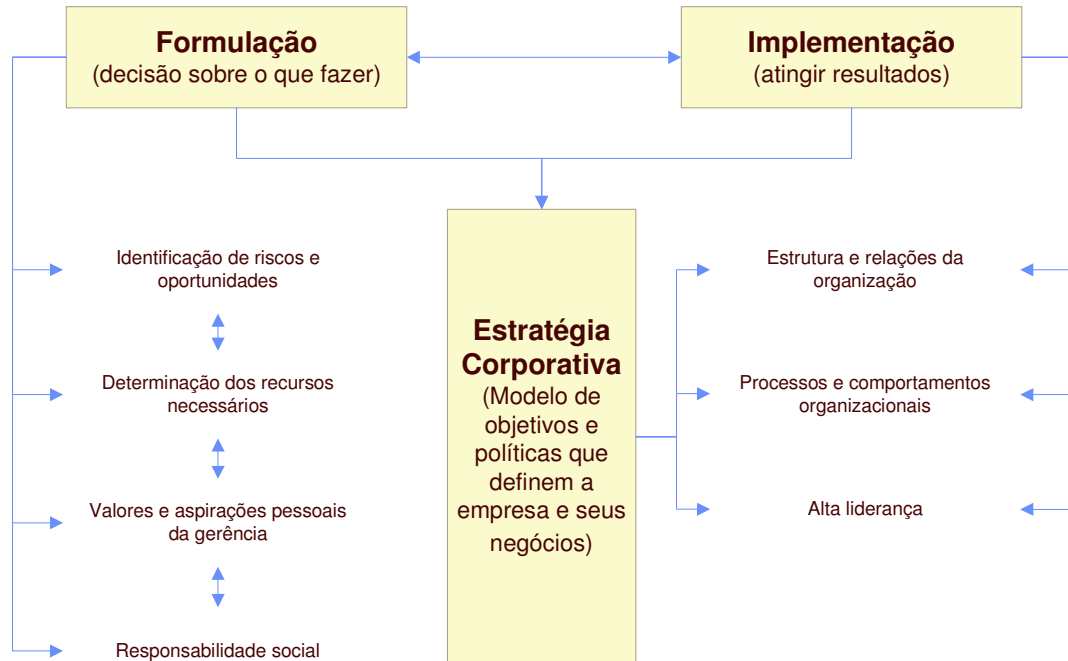 Formulação
(decisão sobre o que fazer)
Implementação
(atingir resultados)
Identificação de riscos e
oportunidades
Determinação dos recursos
necessários
Valores e aspirações pessoais
da gerência
Responsabilidade social
Estratégia
Corporativa
(Modelo de
objetivos e
políticas que
definem a
empresa e seus
negócios)
Estrutura e relações da
organização
Processos e comportamentos
organizacionais
Alta liderança